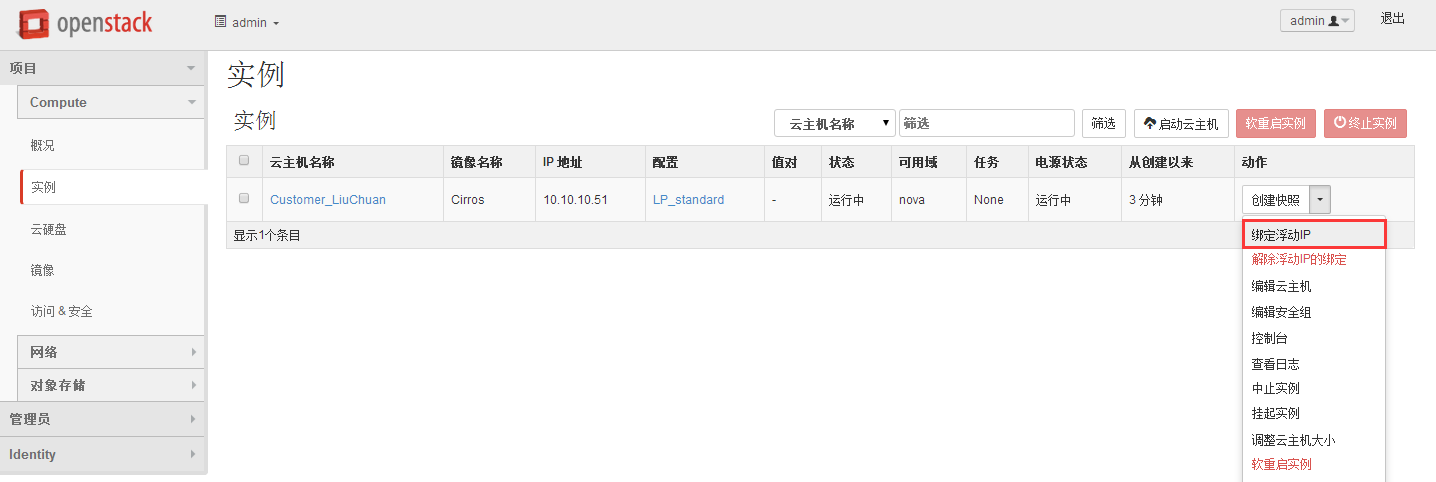 openstack
admin
admin
退出
项目
Compute
概况
实例
云硬盘
镜像
访问 & 安全
网络
对象存储
管理员
Identity
实例
实例
云主机名称
筛选
筛选
启动云主机
软重启实例
终止实例
云主机名称 镜像名称 IP 地址 配置 值对 状态 可用域 任务 电源状态 从创建以来 动作
Customer_LiuChuan Cirros 10.10.10.51 LP_standard - 运行中 nova None 运行中 3 分钟 创建快照
显示1个条目
绑定浮动IP
解除浮动IP的绑定
编辑云主机
编辑安全组
控制台
查看日志
中止实例
挂起实例
调整云主机大小
软重启实例